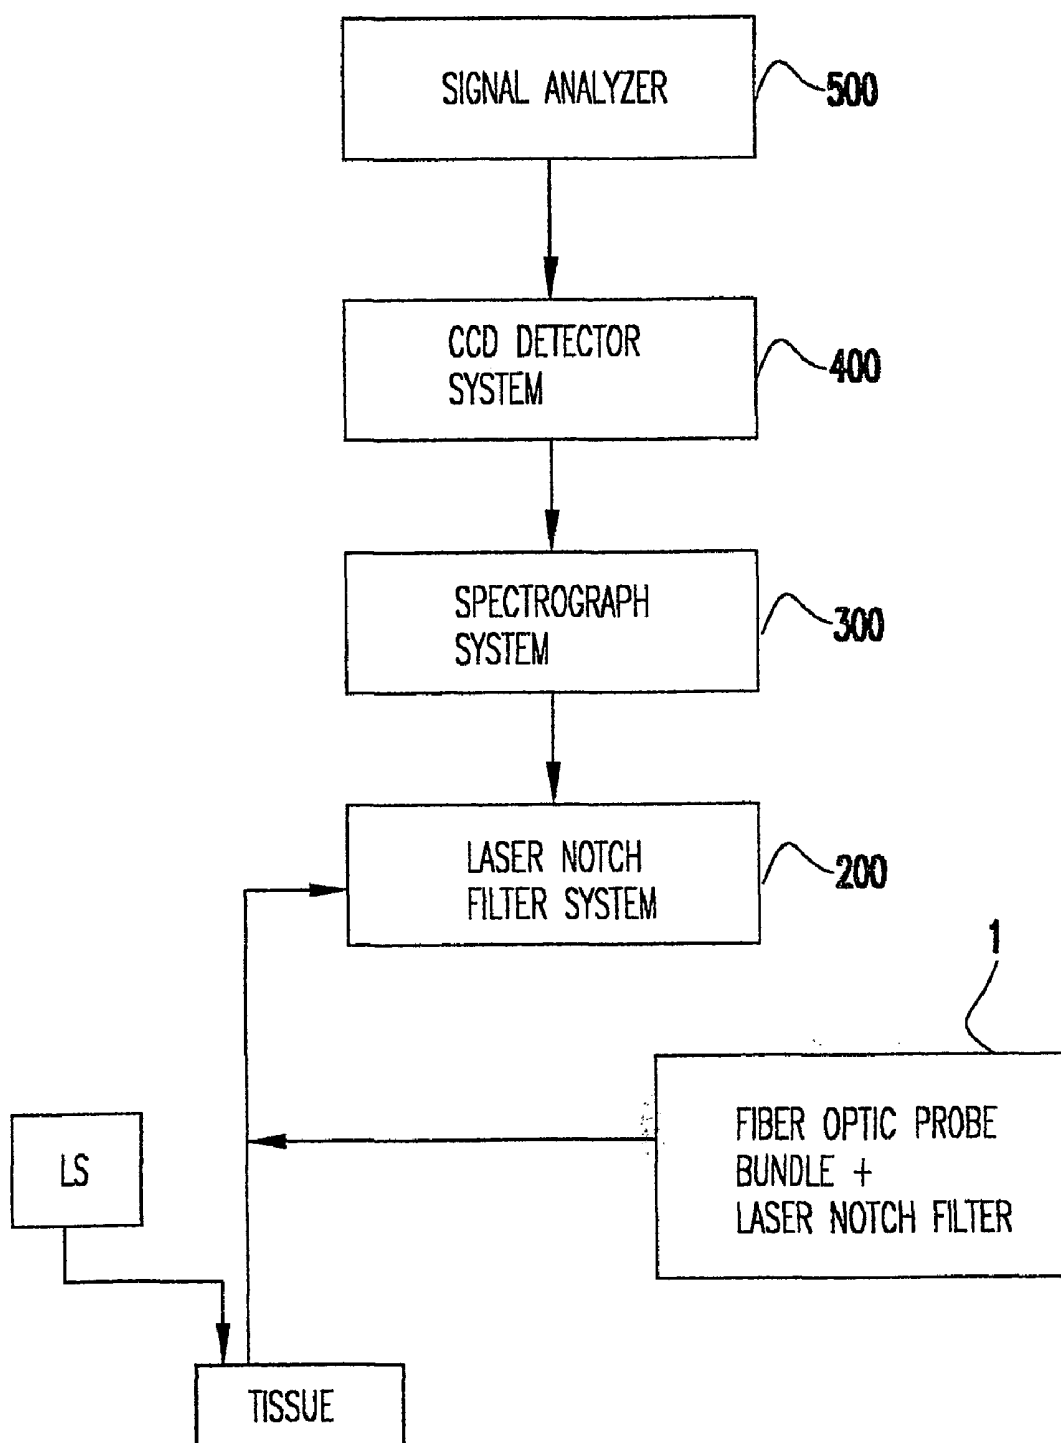 SIGNAL ANALYZER
500
CCD DETECTOR
SYSTEM
400
SPECTROGRAPH
SYSTEM
300
LASER NOTCH
FILTER SYSTEM
200
1
FIBER OPTIC PROBE
BUNDLE +
LASER NOTCH FILTER
LS
TISSUE